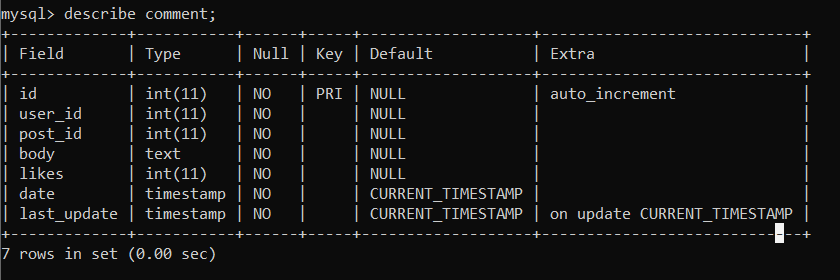 mysql> describe comment;
+-------------+-----------+------+-----+-------------------+-----------------------------+
| Field       | Type      | Null | Key | Default           | Extra                       |
+-------------+-----------+------+-----+-------------------+-----------------------------+
| id          | int(11)   | NO   | PRI | NULL              | auto_increment              |
| user_id     | int(11)   | NO   |     | NULL              |                             |
| post_id     | int(11)   | NO   |     | NULL              |                             |
| body        | text      | NO   |     | NULL              |                             |
| likes       | int(11)   | NO   |     | NULL              |                             |
| date        | timestamp | NO   |     | CURRENT_TIMESTAMP |                             |
| last_update | timestamp | NO   |     | CURRENT_TIMESTAMP | on update CURRENT_TIMESTAMP |
+-------------+-----------+------+-----+-------------------+-----------------------------+
7 rows in set (0.00 sec)